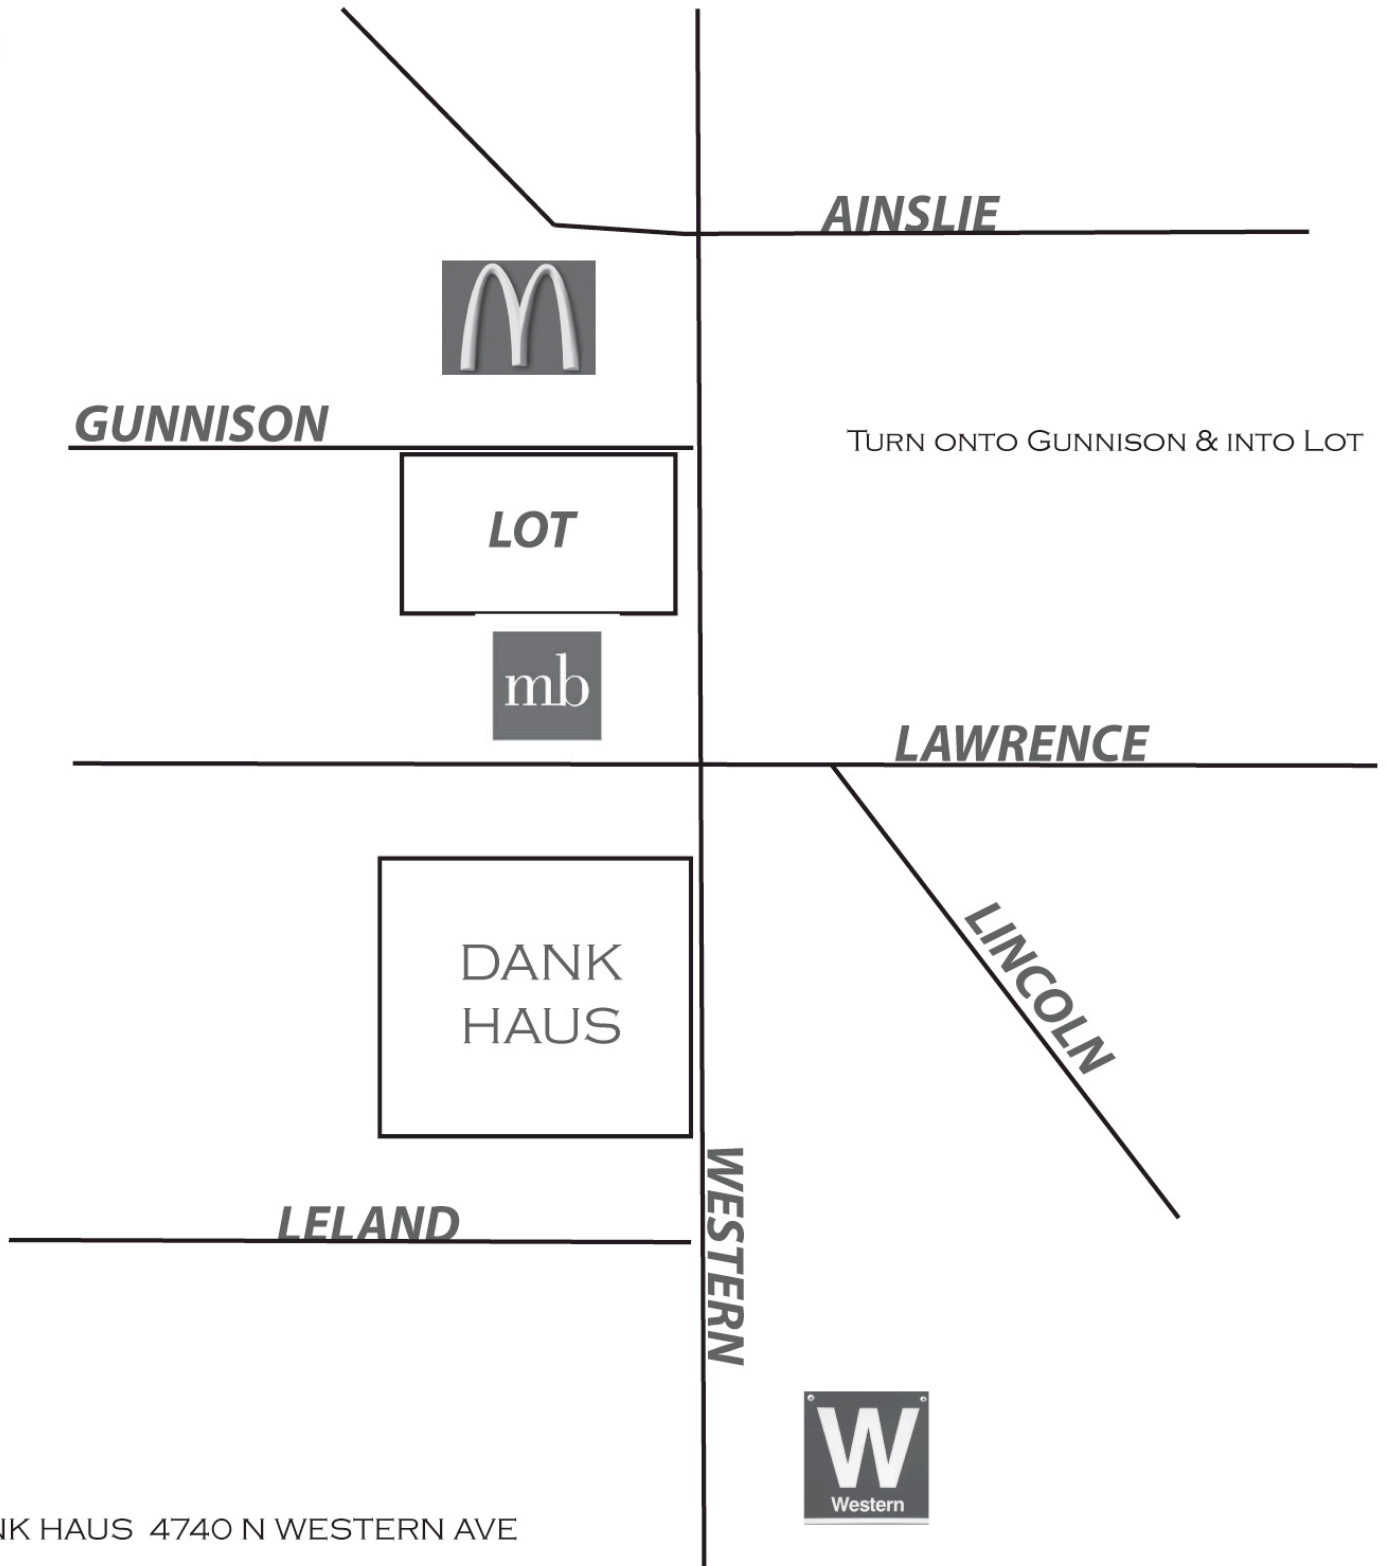 AINSLIE
GUNNISON
TURN ONTO GUNNISON & INTO LOT
LOT
mb
LAWRENCE
DANK
HAUS
LINCOLN
LELAND
WESTERN
W
Western
NK HAUS 4740 N WESTERN AVE